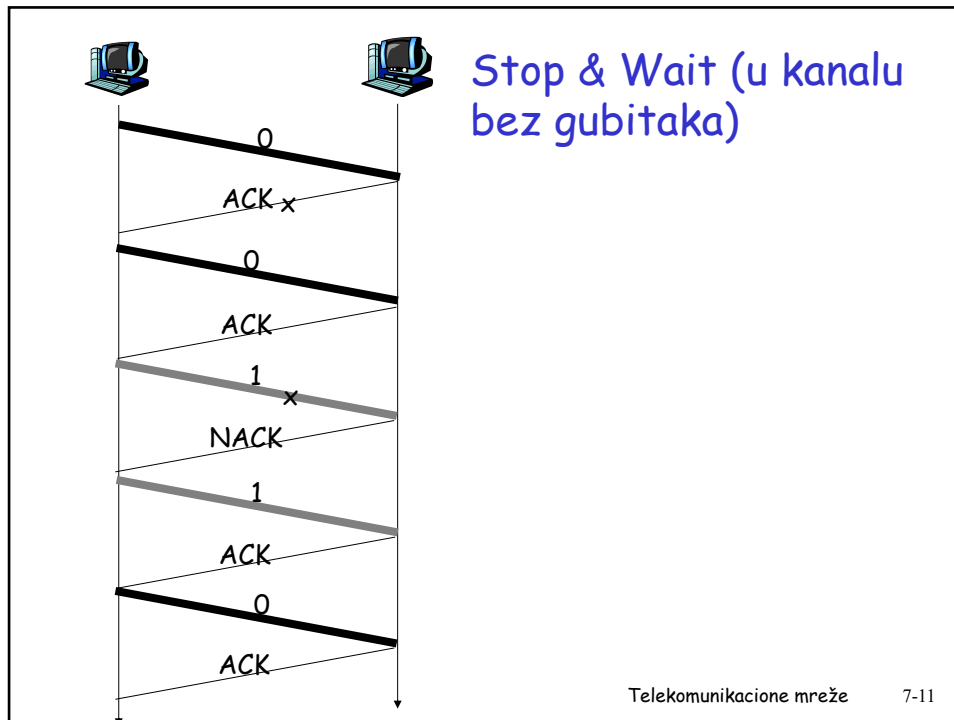 Stop & Wait (u kanalu
bez gubitaka)
0
ACK x
0
ACK
1
x
NACK
1
ACK
0
ACK
Telekomunikacione mreže 7-11